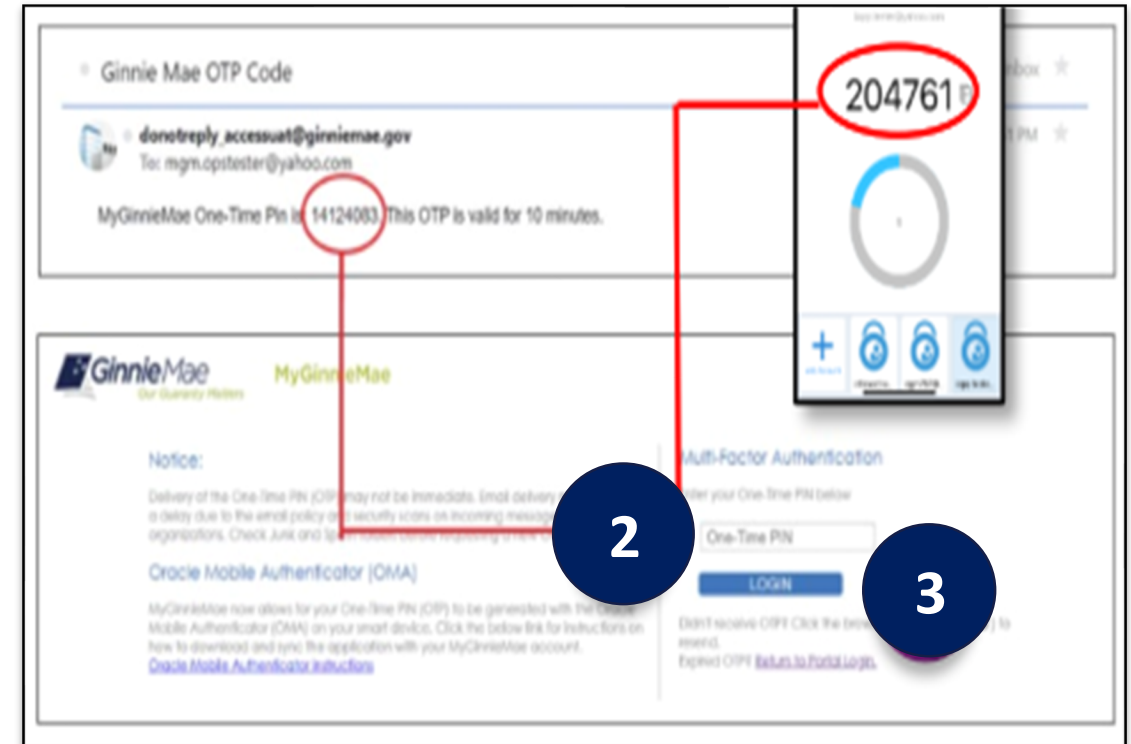 Ginnie Mae OTP Code
donotreply_accessuat@ginniemae.gov
To: mgm.opstester@yahoo.com
MyGinnieMae One-Time Pin is 14124083. This OTP is valid for 10 minutes.
204761
1 PM
1
GinnieMae
Our Guaranty Matters
MyGinnieMae
Notice:
Delivery of the One-Time PIN (OTP) may not be immediate. Email delivery
a delay due to the email policy and security scans on incoming
organizations. Check Junk and
Oracle Mobile Authenticator (OMA)
MyGinnieMae now allows for your One-Time PIN (OTP) to be generated with the Oracle
Mobile Authenticator (OMA) on your smart device. Click the below link for instructions on
how to download and sync the application with your MyGinnieMae account.
Oracle Mobile Authenticator Instructions
Multi-Factor Authentication
your One-Time PIN below
One-Time PIN
LOGIN
Didn't receive OTP? Click the to
resend.
Expired OTP? Return to Portal Login.
2
3